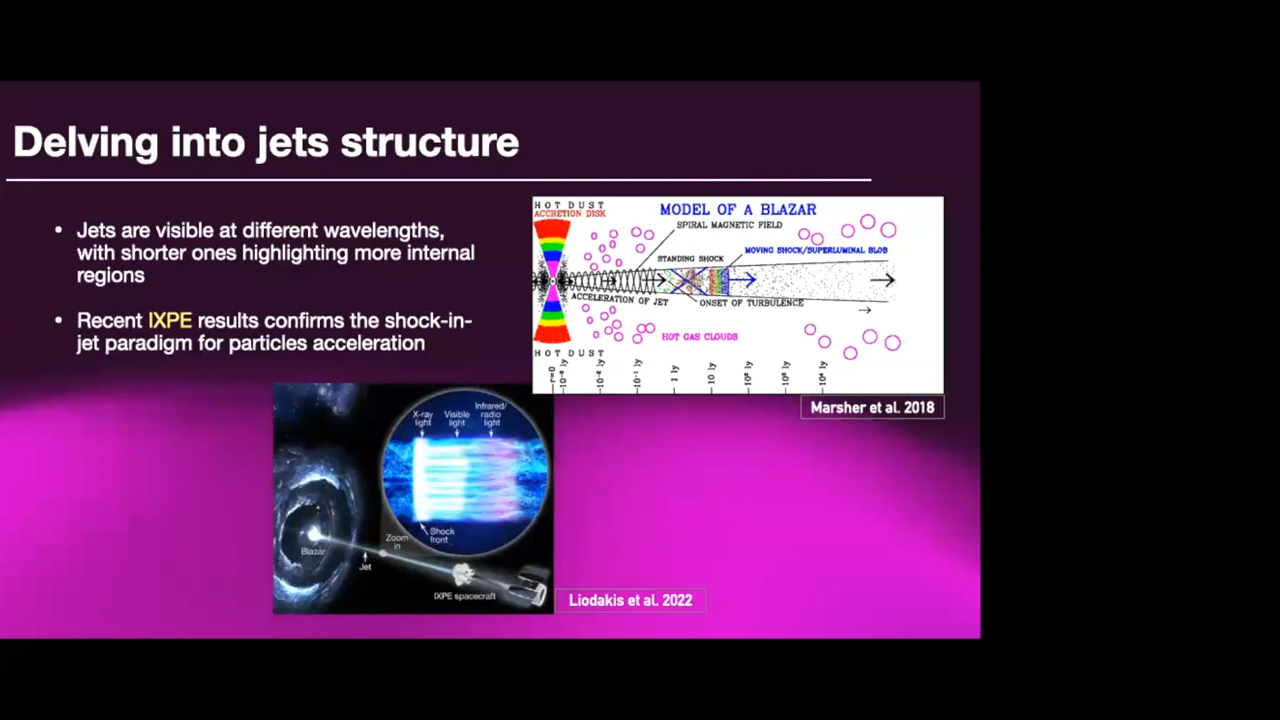 Delving into jets structure
• Jets are visible at different wavelengths,
with shorter ones highlighting more internal
regions
• Recent IXPE results confirms the shock-in-
jet paradigm for particles acceleration
HOT DUST
ACCRETION DISK
MODEL OF A BLAZAR
SPIRAL MAGNETIC FIELD
MOVING SHOCK/SUPERLUMINAL BLOB
STANDING SHOCK
ACCELERATION OF JET
ONSET OF TURBULENCE
HOT GAS CLOUDS
HOT DUST
1 ly
10 ly
Marsher et al. 2018
X-ray
light
Visible
light
Infrared/
radio
light
Shock
front
Zoom
in
Blazar
Jet
IXPE spacecraft
Liodakis et al. 2022